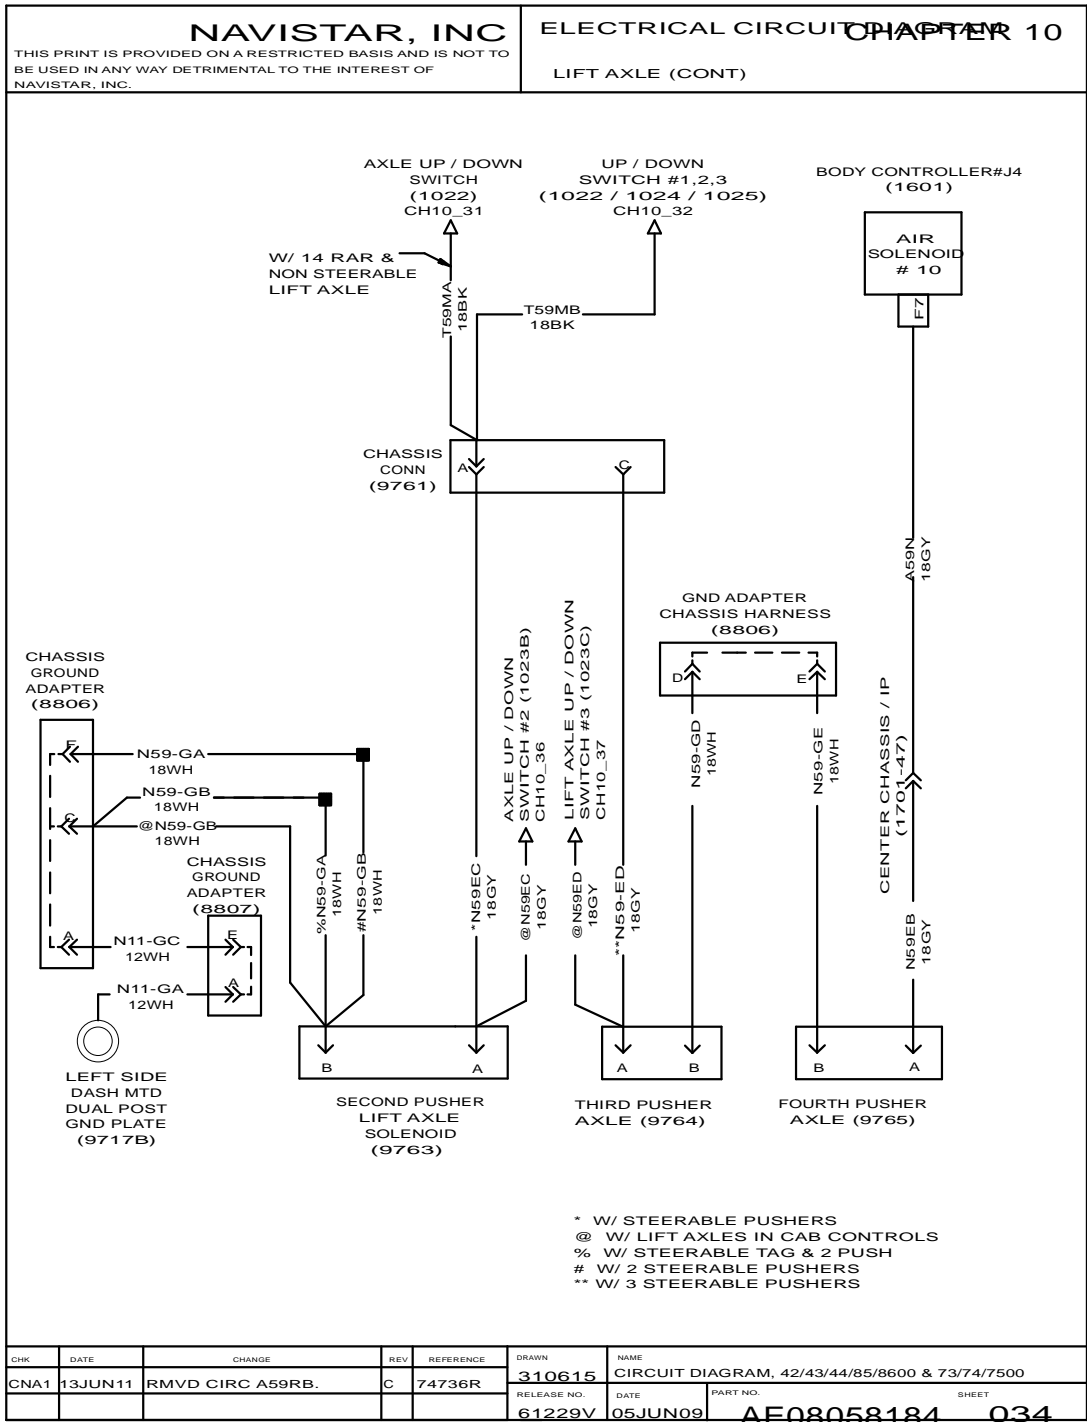 NAVISTAR, INC
THIS PRINT IS PROVIDED ON A RESTRICTED BASIS AND IS NOT TO
BE USED IN ANY WAY DETRIMENTAL TO THE INTEREST OF
NAVISTAR, INC.
ELECTRICAL CIRCUIT DIAGRAM
CHAPTER 10
LIFT AXLE (CONT)
AXLE UP / DOWN
SWITCH
(1022)
CH10_31
UP / DOWN
SWITCH #1,2,3
(1022 / 1024 / 1025)
CH10_32
BODY CONTROLLER#J4
(1601)
AIR
SOLENOID
# 10
F7
W/ 14 RAR &
NON STEERABLE
LIFT AXLE
T59MA
18BK
T59MB
18BK
CHASSIS
CONN
(9761)
A
C
A59N
18GY
GND ADAPTER
CHASSIS HARNESS
(8806)
D
E
CHASSIS
GROUND
ADAPTER
(8806)
F
N59-GA
18WH
N59-GB
18WH
C
@N59-GB
18WH
CHASSIS
GROUND
ADAPTER
(8807)
A
N11-GC
12WH
E
N11-GA
12WH
A
LEFT SIDE
DASH MTD
DUAL POST
GND PLATE
(9717B)
%N59-GA
18WH
#N59-GB
18WH
*N59EC
18GY
AXLE UP / DOWN
SWITCH #2 (1023B)
CH10_36
@N59EC
18GY
LIFT AXLE UP / DOWN
SWITCH #3 (1023C)
CH10_37
@N59ED
18GY
**N59-ED
18GY
N59-GD
18WH
N59-GE
18WH
CENTER CHASSIS / IP
(1701-47)
N59EB
18GY
B
A
SECOND PUSHER
LIFT AXLE
SOLENOID
(9763)
A
B
THIRD PUSHER
AXLE (9764)
B
A
FOURTH PUSHER
AXLE (9765)
* W/ STEERABLE PUSHERS
@ W/ LIFT AXLES IN CAB CONTROLS
% W/ STEERABLE TAG & 2 PUSH
# W/ 2 STEERABLE PUSHERS
** W/ 3 STEERABLE PUSHERS
CHK DATE CHANGE REV REFERENCE
CNA1 13JUN11 RMVD CIRC A59RB. C 74736R
DRAWN
310615
NAME
CIRCUIT DIAGRAM, 42/43/44/85/8600 & 73/74/7500
RELEASE NO.
61229V
DATE
05JUN09
PART NO.
AF08058184
SHEET
034